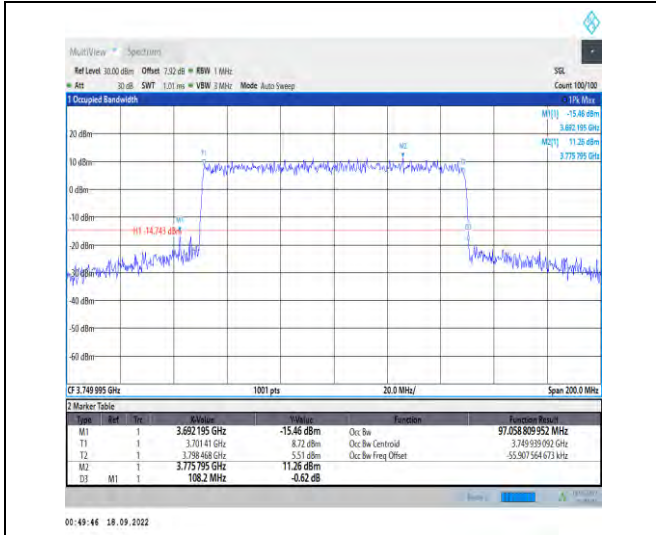 MultiView Spectrum
Ref Level 30.00 dBm Offset 7.92 dB RBW 1 MHz SGL
Att 30 dB SWT 1.01 ms VBW 3 MHz Mode Auto Sweep Count 100/100
1 Occupied Bandwidth 1Pk Max
M1[1] -15.46 dBm
3.692 195 GHz
M2[1] 11.26 dBm
3.775 795 GHz
20 dBm
T1 M2
10 dBm
0 dBm
-10 dBm
M1
H1 -14.743 dBm
D3
-30 dBm
-40 dBm
-50 dBm
-60 dBm
CF 3.749 995 GHz 1001 pts 20.0 MHz/ Span 200.0 MHz
2 Marker Table
Type Ref Trc X-Value Y-Value Function Function Result
M1 1 3.692 195 GHz -15.46 dBm Occ Bw 97.058 809 952 MHz
T1 1 3.701 41 GHz 8.72 dBm Occ Bw Centroid 3.749 939 092 GHz
T2 1 3.798 468 GHz 5.51 dBm Occ Bw Freq Offset -55.907 564 673 kHz
M2 1 3.775 795 GHz 11.26 dBm
D3 M1 1 108.2 MHz -0.62 dB
00:49:46 18.09.2022